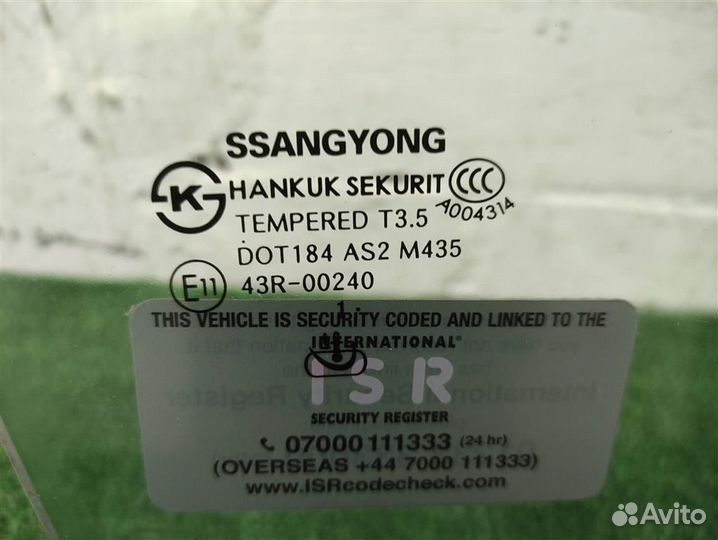 SSANGYONG
K HANKUK SEKURIT CCC
TEMPERED T3.5 A004314
DOT184 AS2 M435
E11 43R-00240
1
THIS VEHICLE IS SECURITY CODED AND LINKED TO THE
INTERNATIONAL
ISR
SECURITY REGISTER
07000 111333 (24 hr)
(OVERSEAS +44 7000 111333)
www.ISRcodecheck.com
Avito